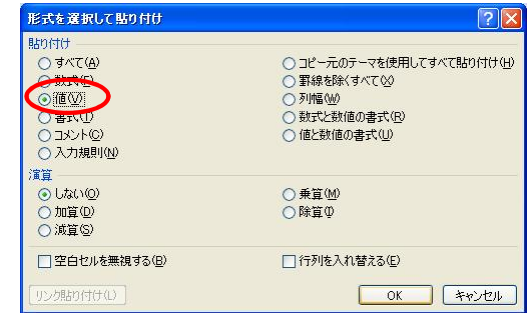 形式を選択して貼り付け
貼り付け
すべて(A)
コピー元のテーマを使用してすべて貼り付け(H)
数式(F)
罫線を除くすべて(X)
値(V)
列幅(W)
書式(T)
数式と数値の書式(R)
コメント(C)
値と数値の書式(U)
入力規則(N)
演算
しない(O)
乗算(M)
加算(D)
除算(I)
減算(S)
空白セルを無視する(B)
行列を入れ替える(E)
リンク貼り付け(L)
OK
キャンセル